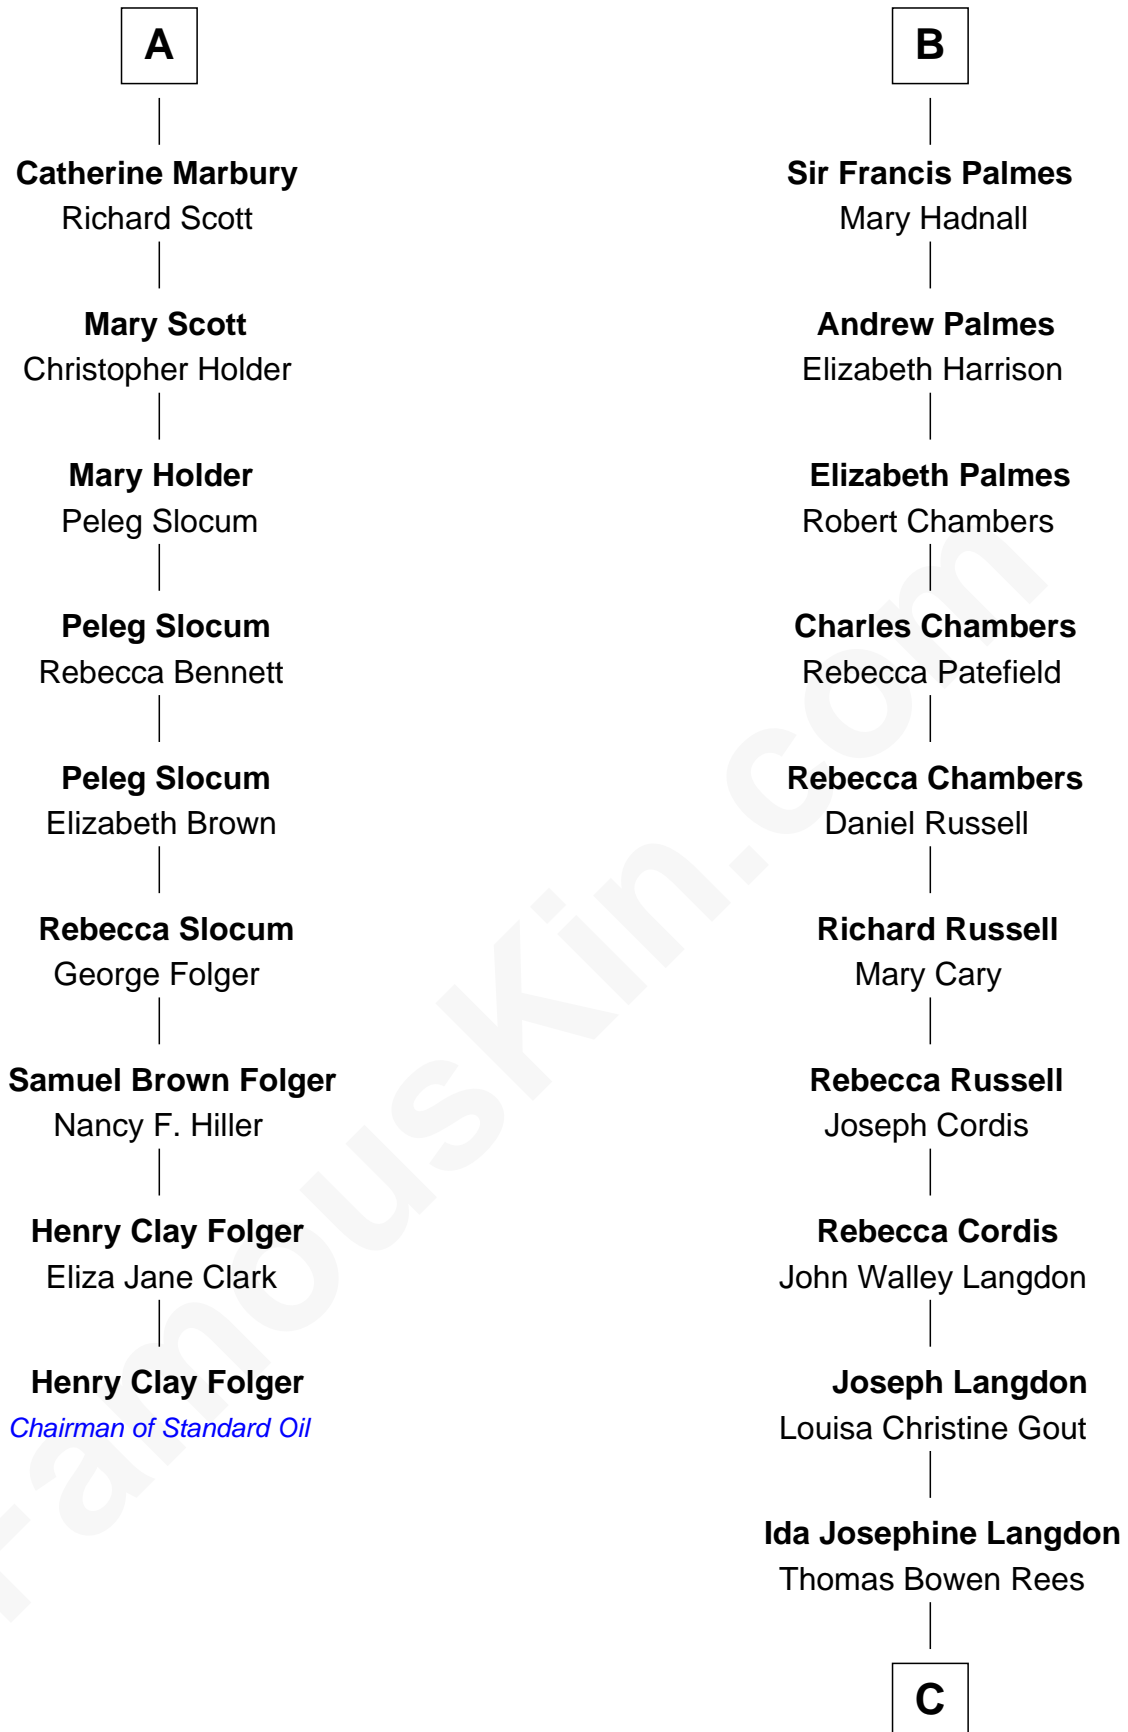 A
Catherine Marbury
Richard Scott
Mary Scott
Christopher Holder
Mary Holder
Peleg Slocum
Peleg Slocum
Rebecca Bennett
Peleg Slocum
Elizabeth Brown
Rebecca Slocum
George Folger
Samuel Brown Folger
Nancy F. Hiller
Henry Clay Folger
Eliza Jane Clark
Henry Clay Folger
Chairman of Standard Oil
B
Sir Francis Palmes
Mary Hadnall
Andrew Palmes
Elizabeth Harrison
Elizabeth Palmes
Robert Chambers
Charles Chambers
Rebecca Patefield
Rebecca Chambers
Daniel Russell
Richard Russell
Mary Cary
Rebecca Russell
Joseph Cordis
Rebecca Cordis
John Walley Langdon
Joseph Langdon
Louisa Christine Gout
Ida Josephine Langdon
Thomas Bowen Rees
C
FamousKin.com